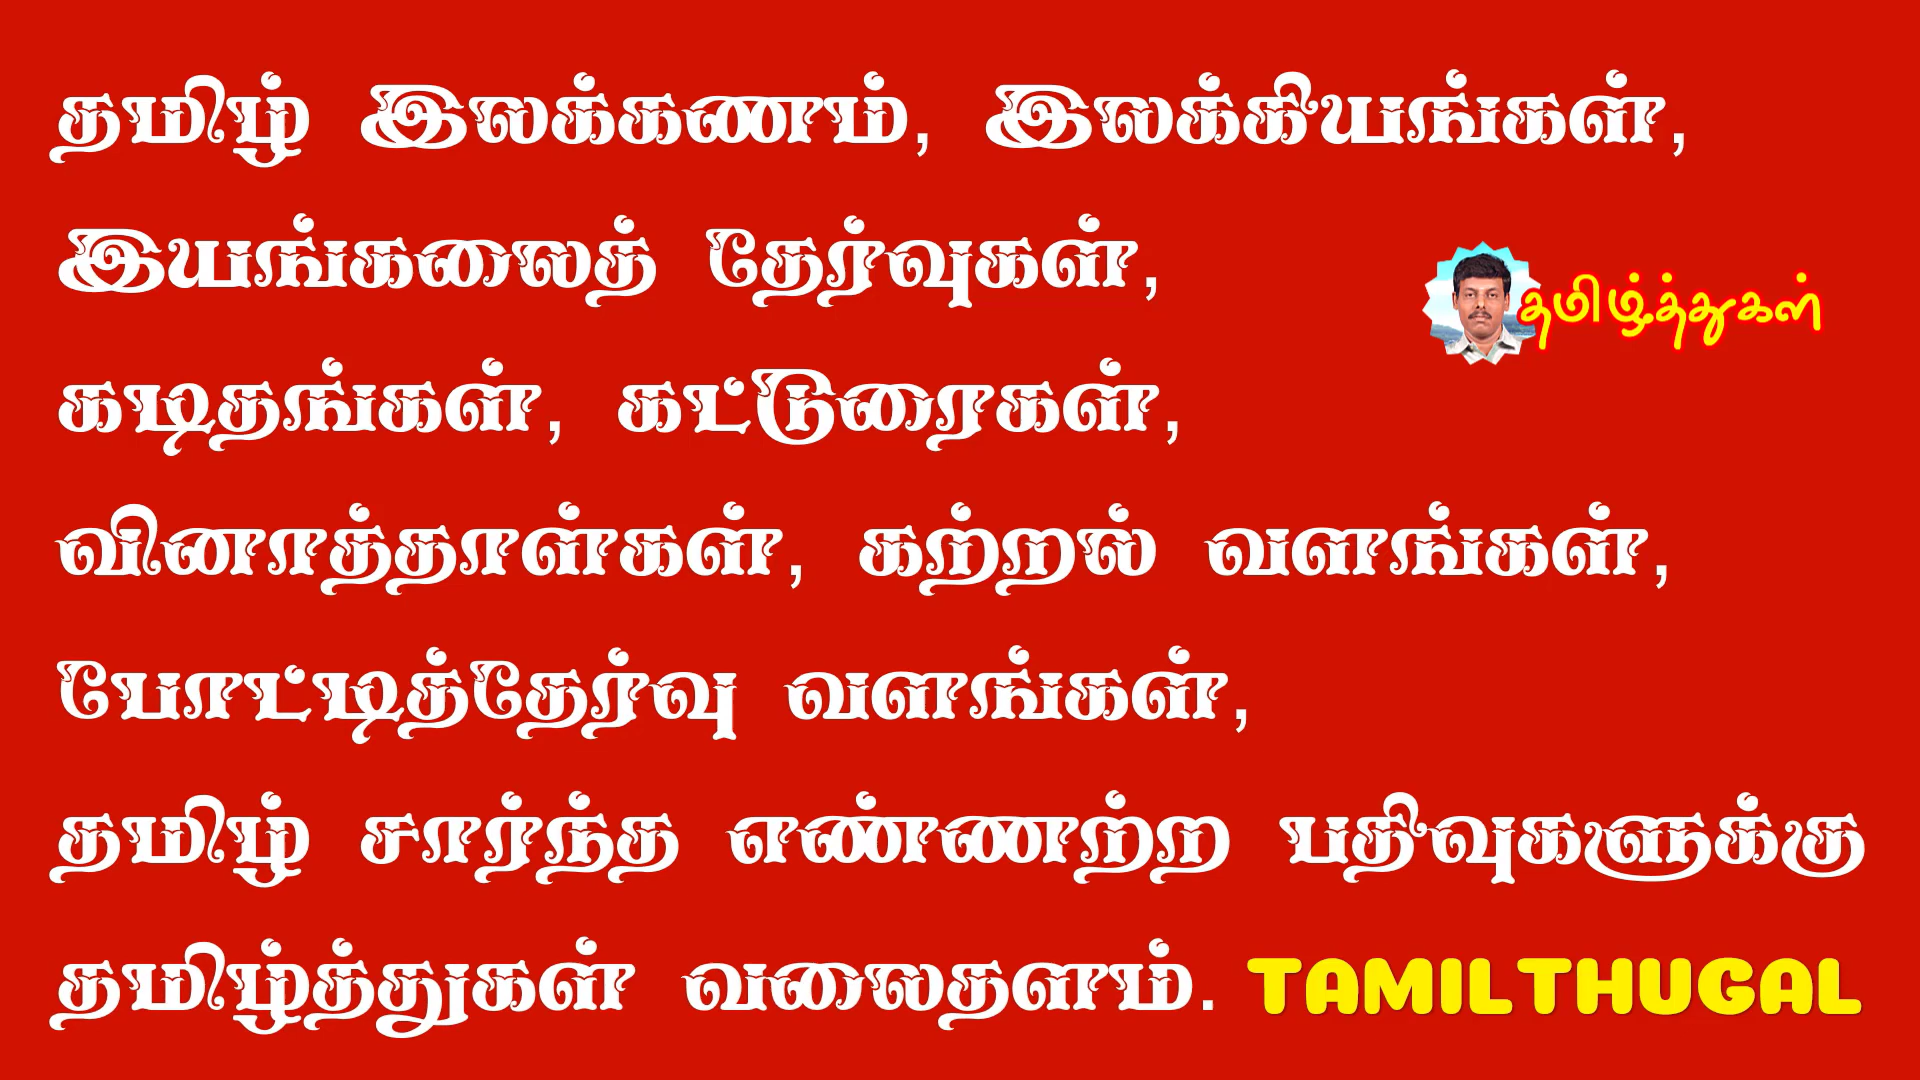 தமிழ் இலக்கணம், இலக்கியங்கள்,
இயங்கலைத் தேர்வுகள்,
தமிழ்த்துகள்
கடிதங்கள், கட்டுரைகள்,
வினாத்தாள்கள், கற்றல் வளங்கள்,
போட்டித்தேர்வு வளங்கள்,
தமிழ் சார்ந்த எண்ணற்ற பதிவுகளுக்கு
தமிழ்த்துகள் வலைதளம். TAMILTHUGAL